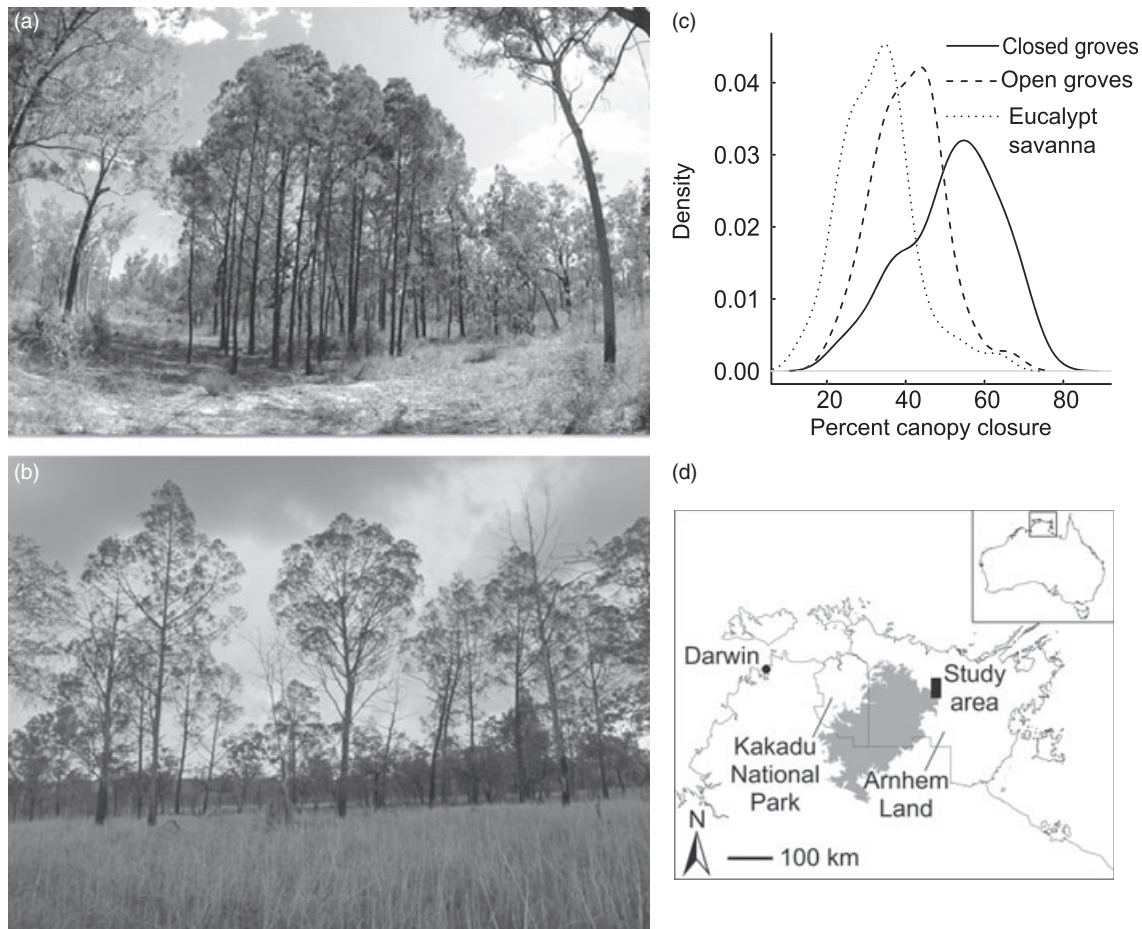 (a)
(b)
(c)
Closed groves
Open groves
Eucalypt
savanna
Density
0.04
0.03
0.02
0.01
0.00
20 40 60 80
Percent canopy closure
(d)
Darwin
Study
area
Kakadu
National
Park
Arnhem
Land
N
100 km